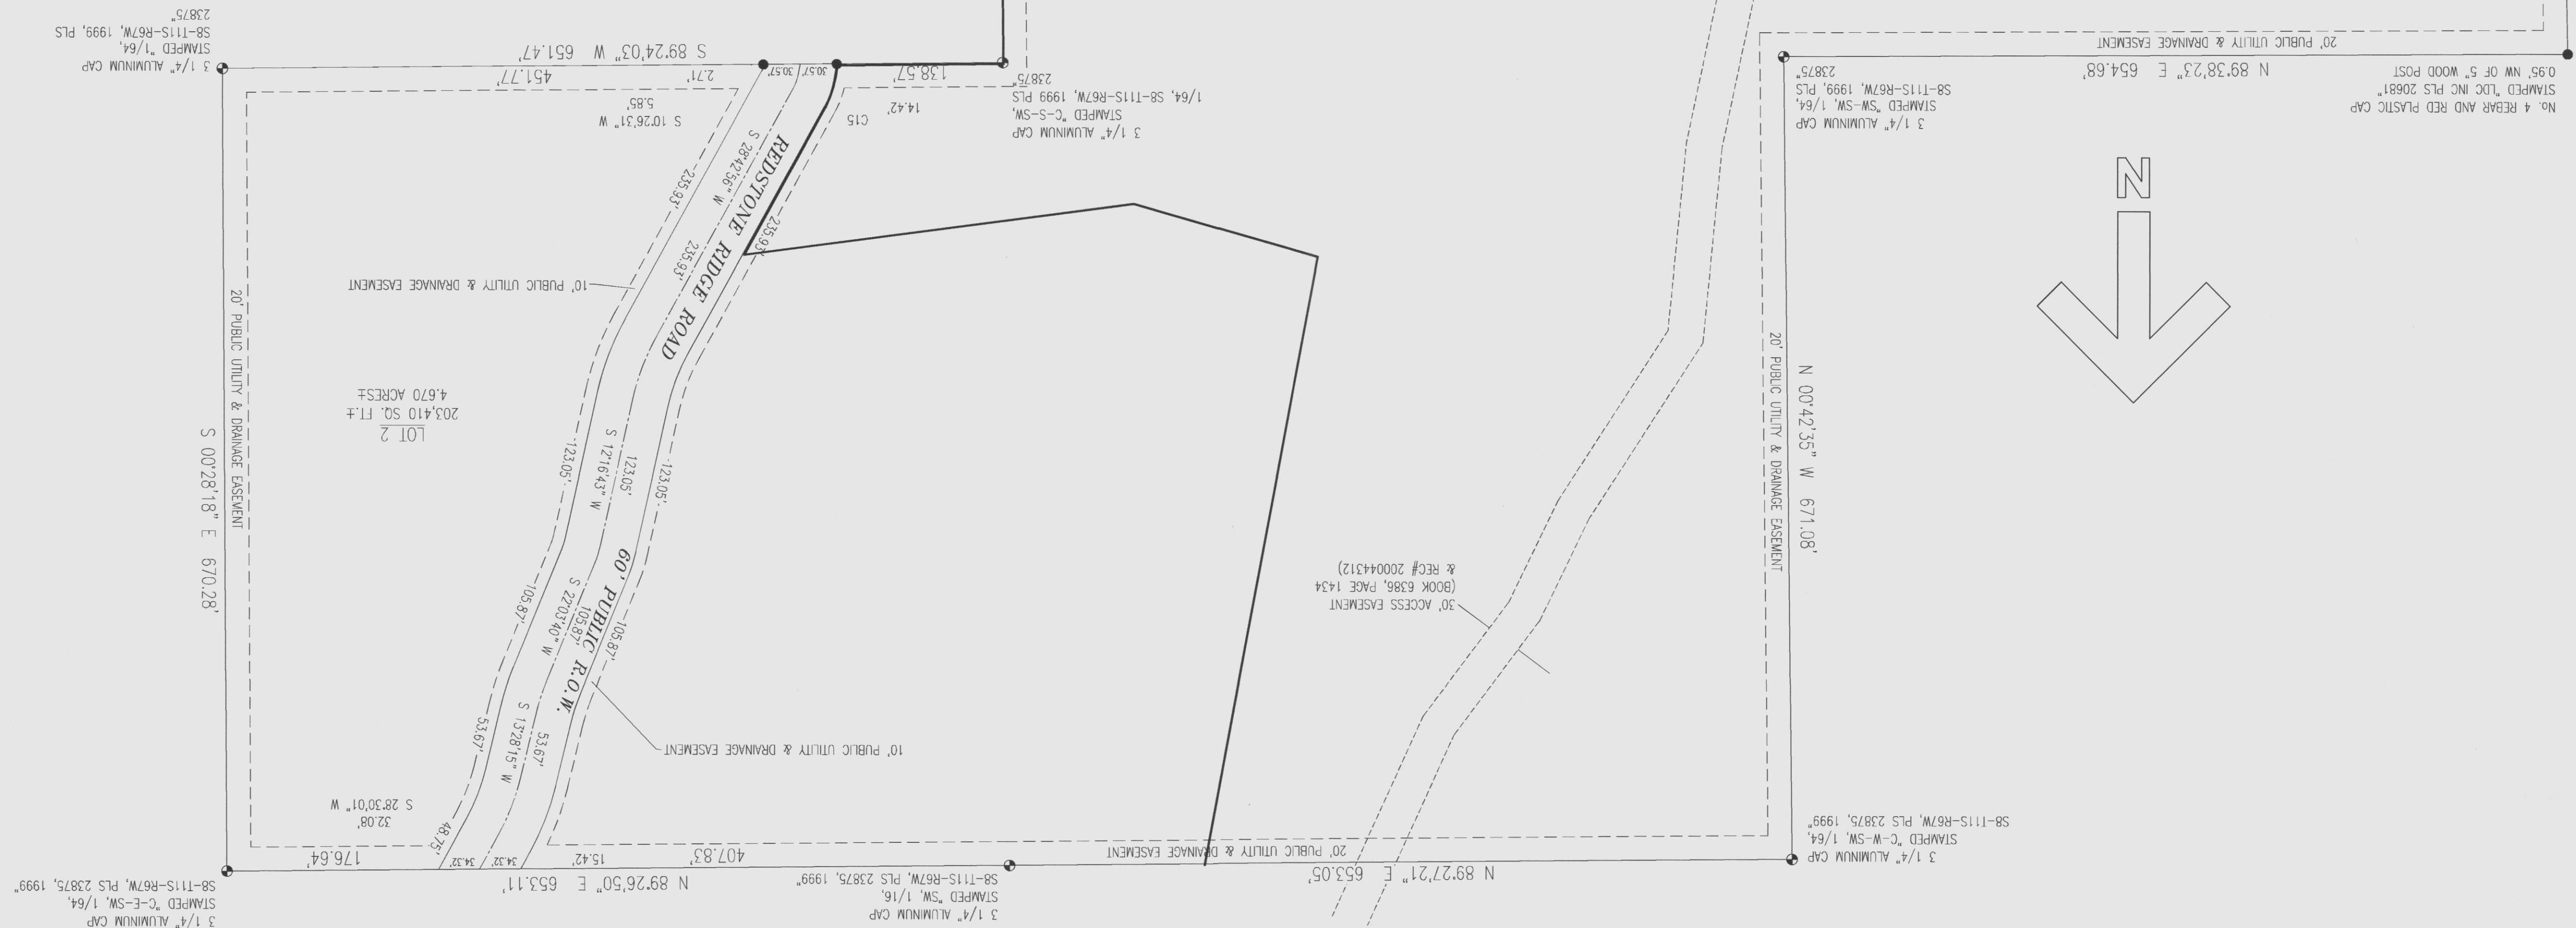 3 1/4" ALUMINUM CAP
STAMPED "C-W-SW, 1/64,
S8-T11S-R67W, PLS 23875, 1999"
N 89°27'21" E 653.05'
20' PUBLIC UTILITY & DRAINAGE EASEMENT
3 1/4" ALUMINUM CAP
STAMPED "SW, 1/16,
S8-T11S-R67W, PLS 23875, 1999"
N 89°26'50" E 653.11'
407.83'
15.42'
34.32'
34.32'
176.64'
3 1/4" ALUMINUM CAP
STAMPED "C-E-SW, 1/64,
S8-T11S-R67W, PLS 23875, 1999"
48.75'
32.08'
S 28°30'01" W
10' PUBLIC UTILITY & DRAINAGE EASEMENT
53.67'
S 13°28'15" W
53.67'
60' PUBLIC R.O.W.
105.87'
S 22°03'40" W
105.87'
105.87'
30' ACCESS EASEMENT
(BOOK 6386, PAGE 1434
& REC# 200044312)
N 00°42'35" W 671.08'
20' PUBLIC UTILITY & DRAINAGE EASEMENT
123.05'
S 12°16'43" W
123.05'
123.05'
LOT 2
203,410 SQ. FT.±
4.670 ACRES±
S 00°28'18" E 670.28'
20' PUBLIC UTILITY & DRAINAGE EASEMENT
10' PUBLIC UTILITY & DRAINAGE EASEMENT
REDSTONE RIDGE ROAD
235.93'
S 28°42'56" W
235.93'
235.93'
N
No. 4 REBAR AND RED PLASTIC CAP
STAMPED "LDC INC PLS 20681"
0.95' NW OF 5" WOOD POST
N 89°38'23" E 654.68'
20' PUBLIC UTILITY & DRAINAGE EASEMENT
3 1/4" ALUMINUM CAP
STAMPED "SW-SW, 1/64,
S8-T11S-R67W, 1999, PLS
23875"
3 1/4" ALUMINUM CAP
STAMPED "C-S-SW,
1/64, S8-T11S-R67W, 1999 PLS
23875"
14.42'
C15
138.57'
30.57'
30.57'
2.71'
451.77'
S 10°26'31" W
5.85'
S 89°24'03" W 651.47'
3 1/4" ALUMINUM CAP
STAMPED "1/64,
S8-T11S-R67W, 1999, PLS
23875"